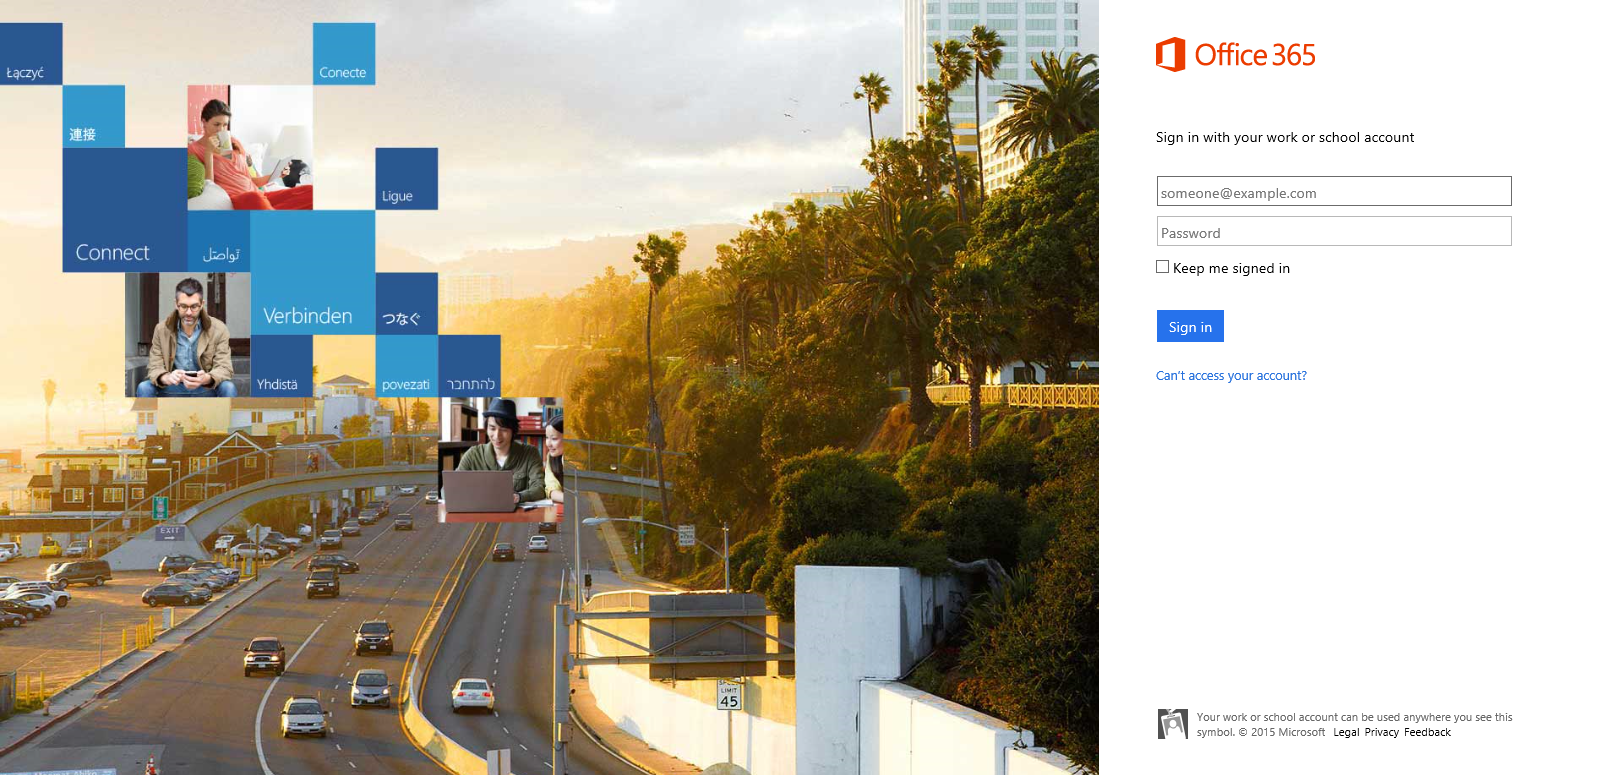 Łączyć
Conecte
連接
Ligue
Connect
تواصَل
Verbinden
つなぐ
Yhdistä
povezati
להתחבר
EXIT
SPEED
LIMIT
45
Office 365
Sign in with your work or school account
someone@example.com
Password
Keep me signed in
Sign in
Can't access your account?
Your work or school account can be used anywhere you see this
symbol. © 2015 Microsoft Legal Privacy Feedback